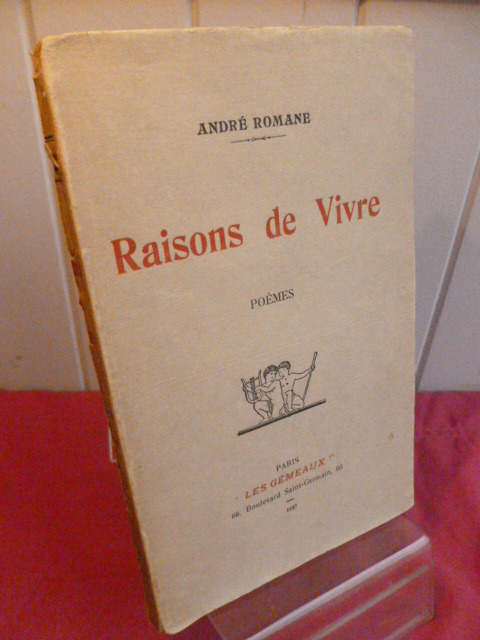 ANDRÉ ROMANE
Raisons de Vivre
POÈMES
PARIS
"LES GÉMEAUX"
66, Boulevard Saint-Germain, 66